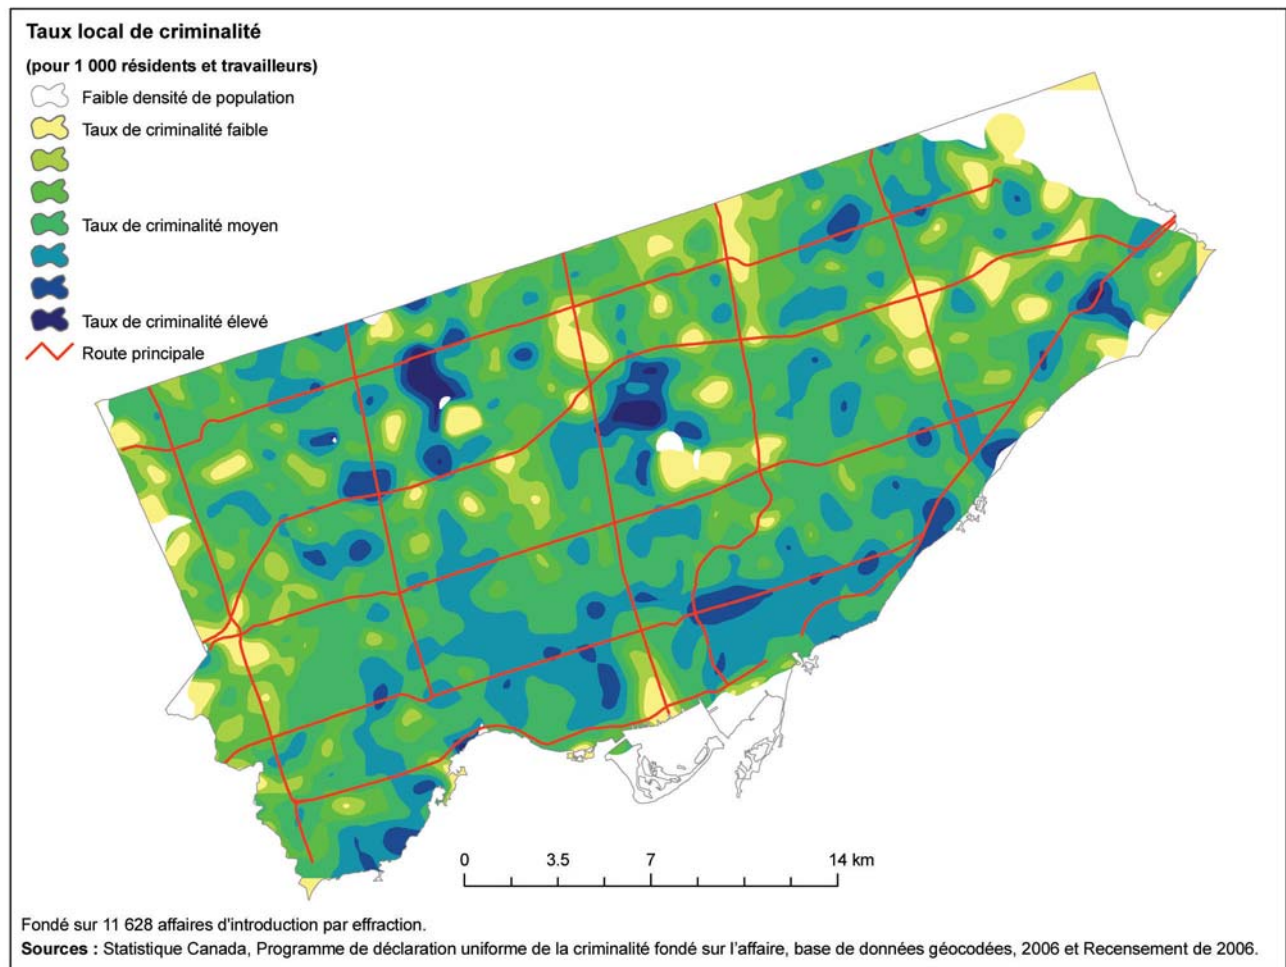 Taux local de criminalité
(pour 1 000 résidents et travailleurs)
Faible densité de population
Taux de criminalité faible
Taux de criminalité moyen
Taux de criminalité élevé
Route principale
0 3.5 7 14 km
Fondé sur 11 628 affaires d'introduction par effraction.
Sources : Statistique Canada, Programme de déclaration uniforme de la criminalité fondé sur l'affaire, base de données géocodées, 2006 et Recensement de 2006.